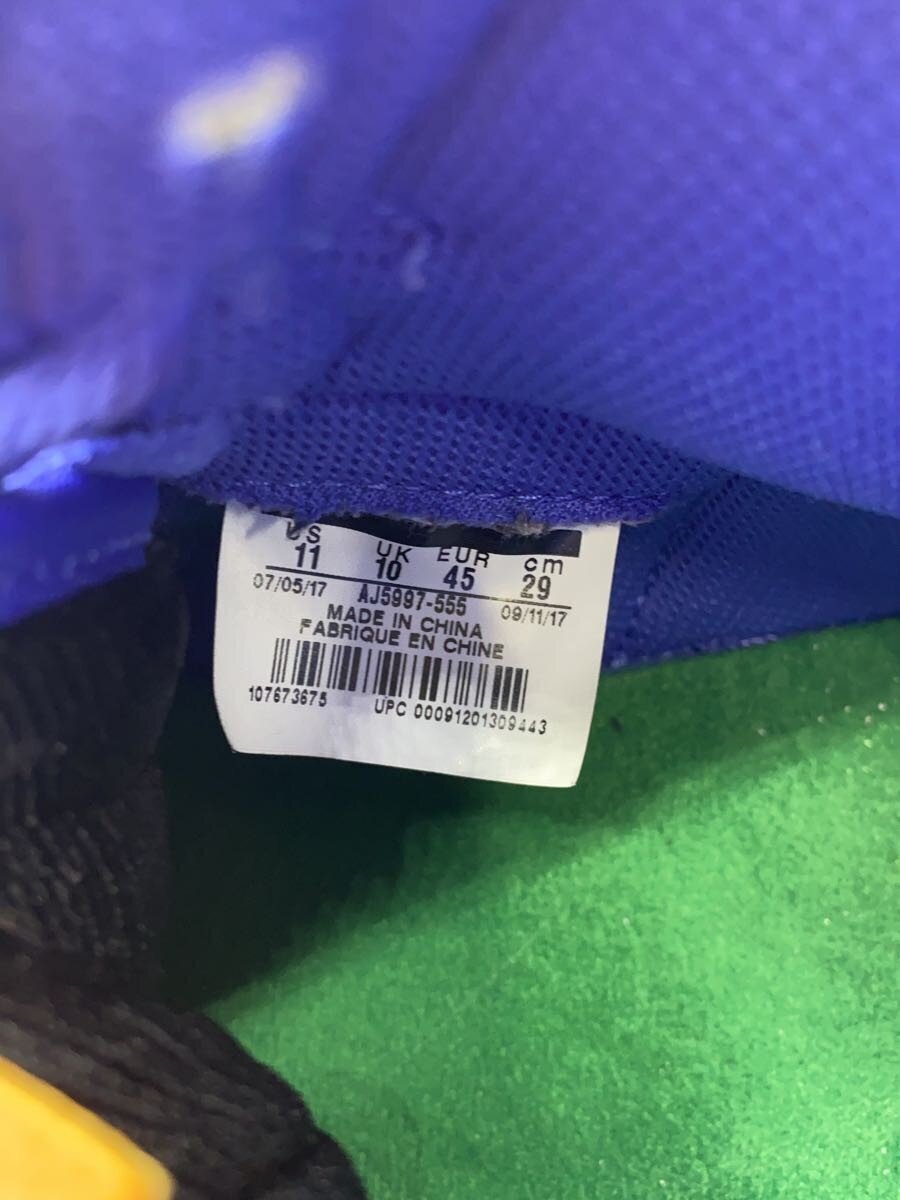 US UK EUR cm
11 10 45 29
07/05/17 AJ5997-555 09/11/17
MADE IN CHINA
FABRIQUE EN CHINE
107673675 UPC 00091201309443